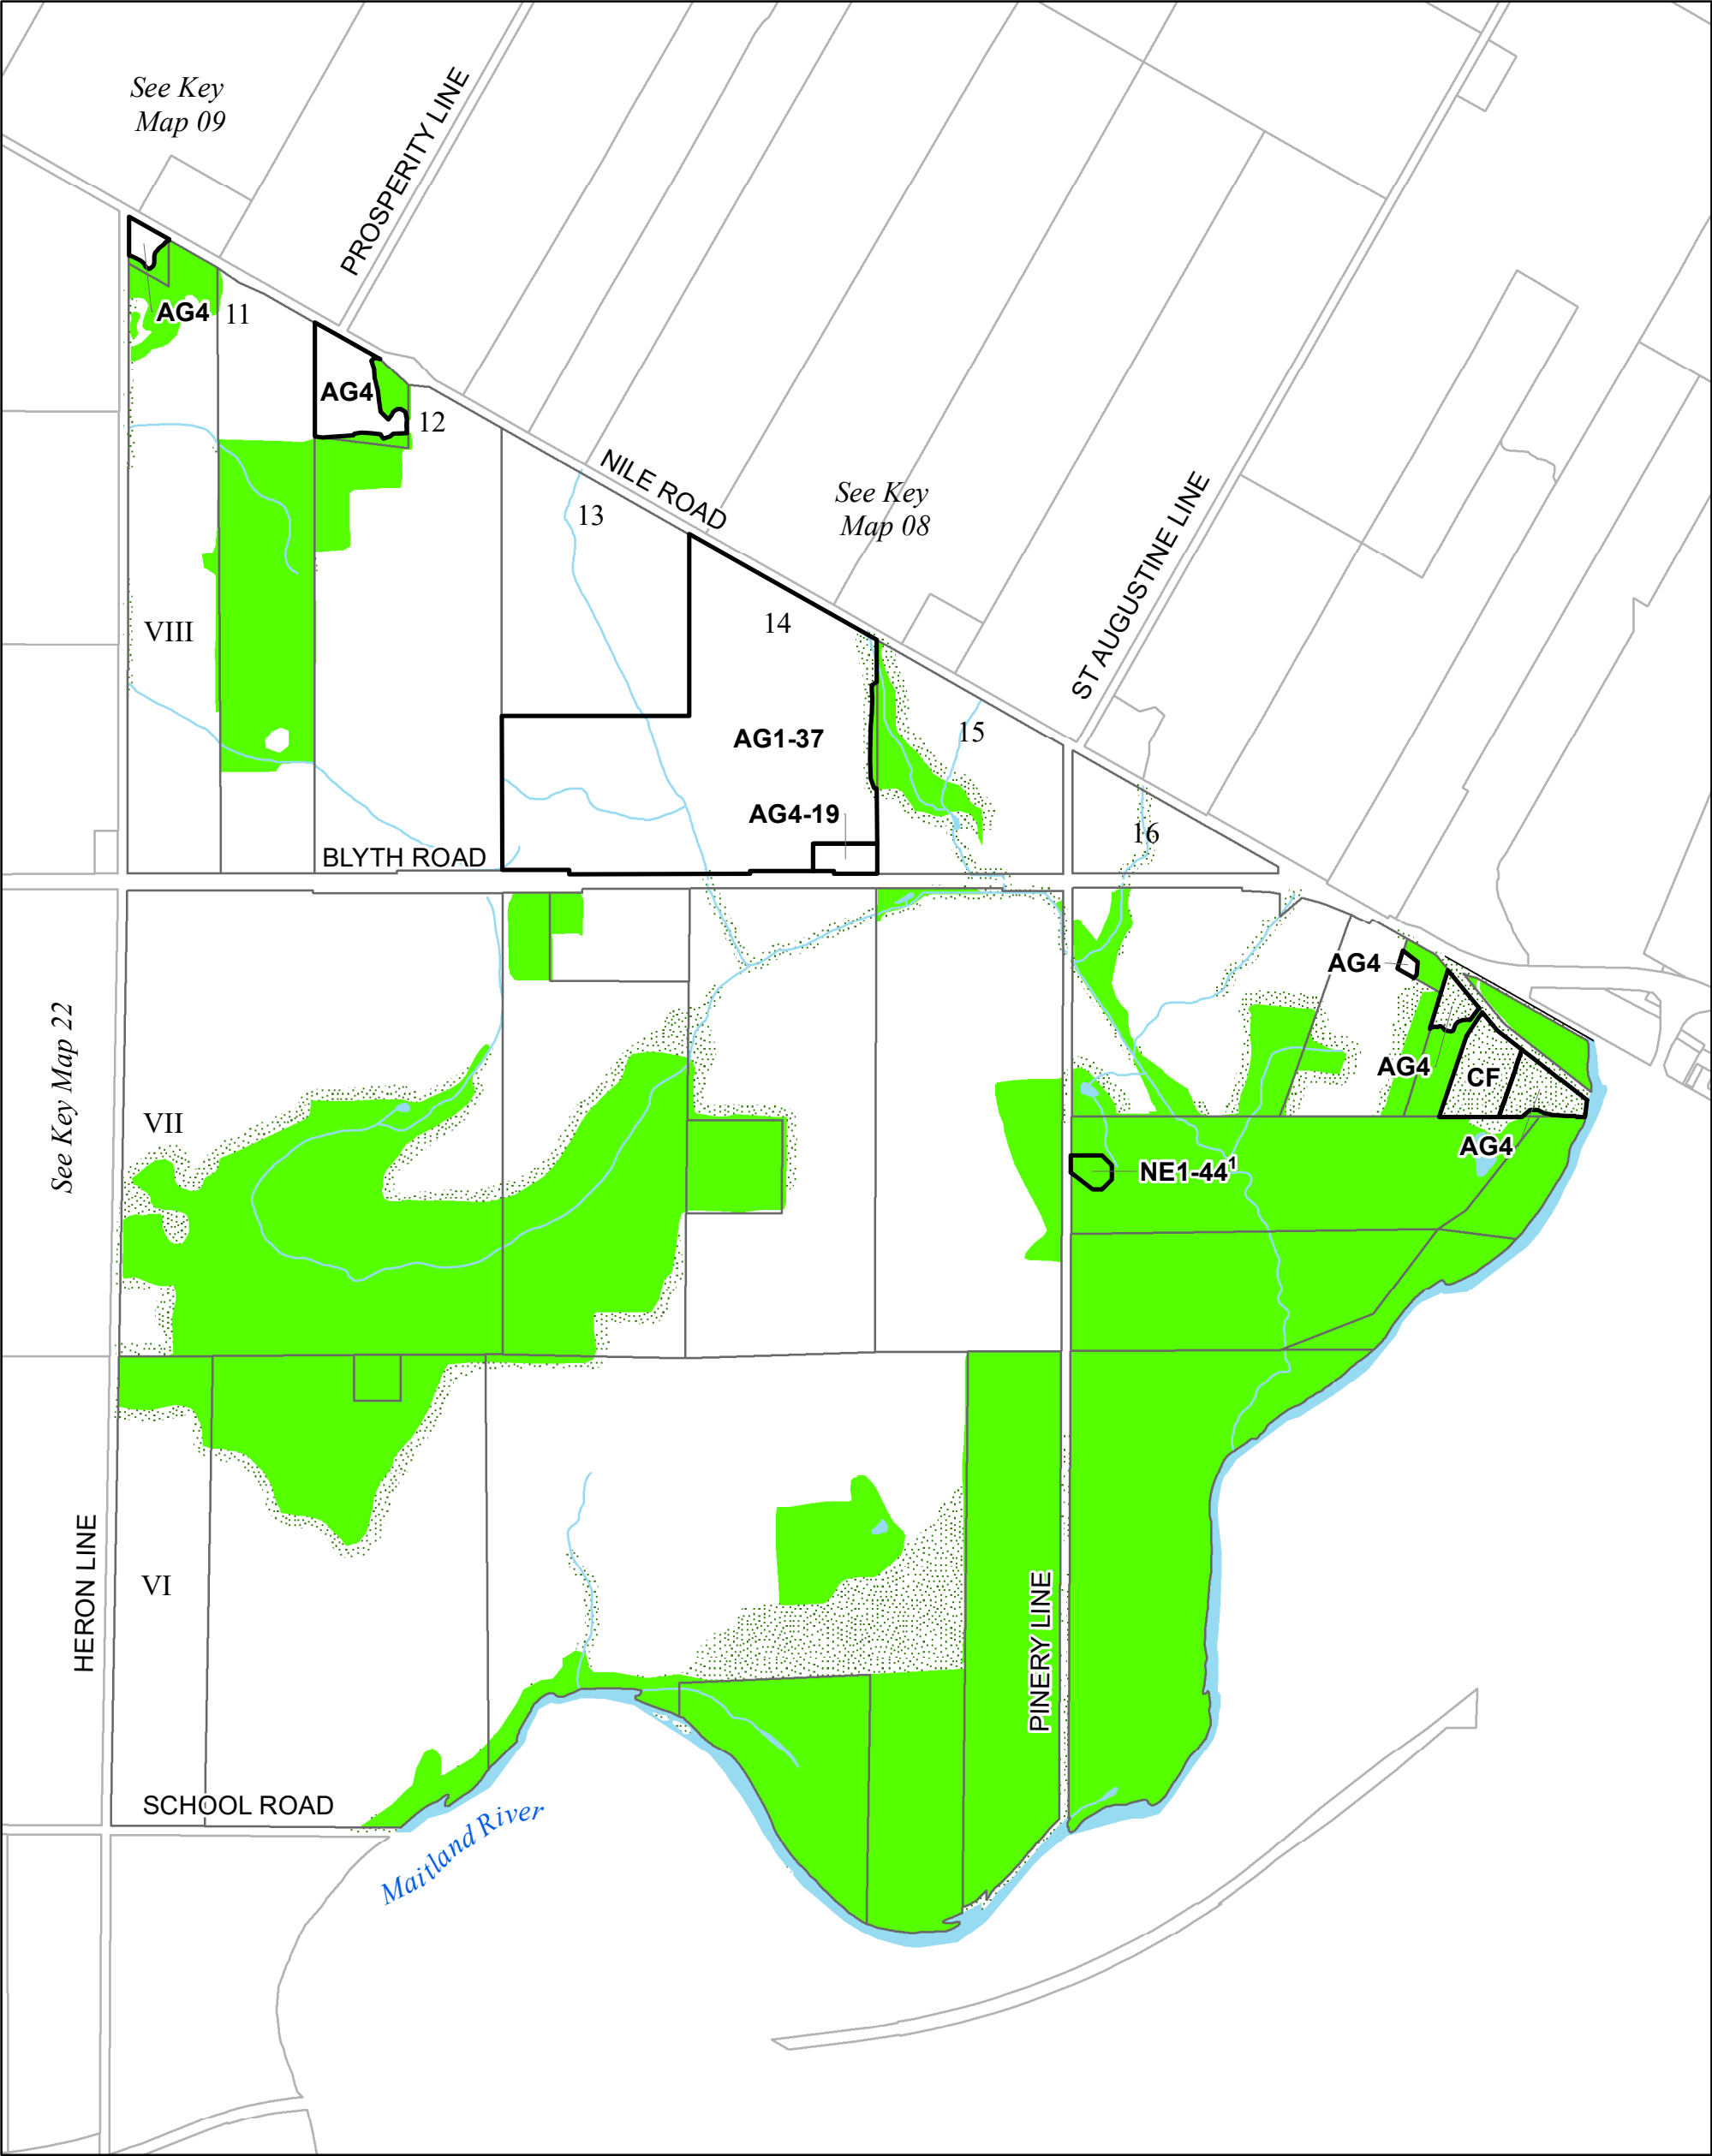 See Key
Map 09
PROSPERITY LINE
AG4
11
AG4
12
NILE ROAD
13
See Key
Map 08
ST AUGUSTINE LINE
14
VIII
15
AG1-37
AG4-19
16
BLYTH ROAD
AG4
See Key Map 22
AG4
CF
VII
AG4
NE1-44¹
HERON LINE
VI
PINERY LINE
SCHOOL ROAD
Maitland River